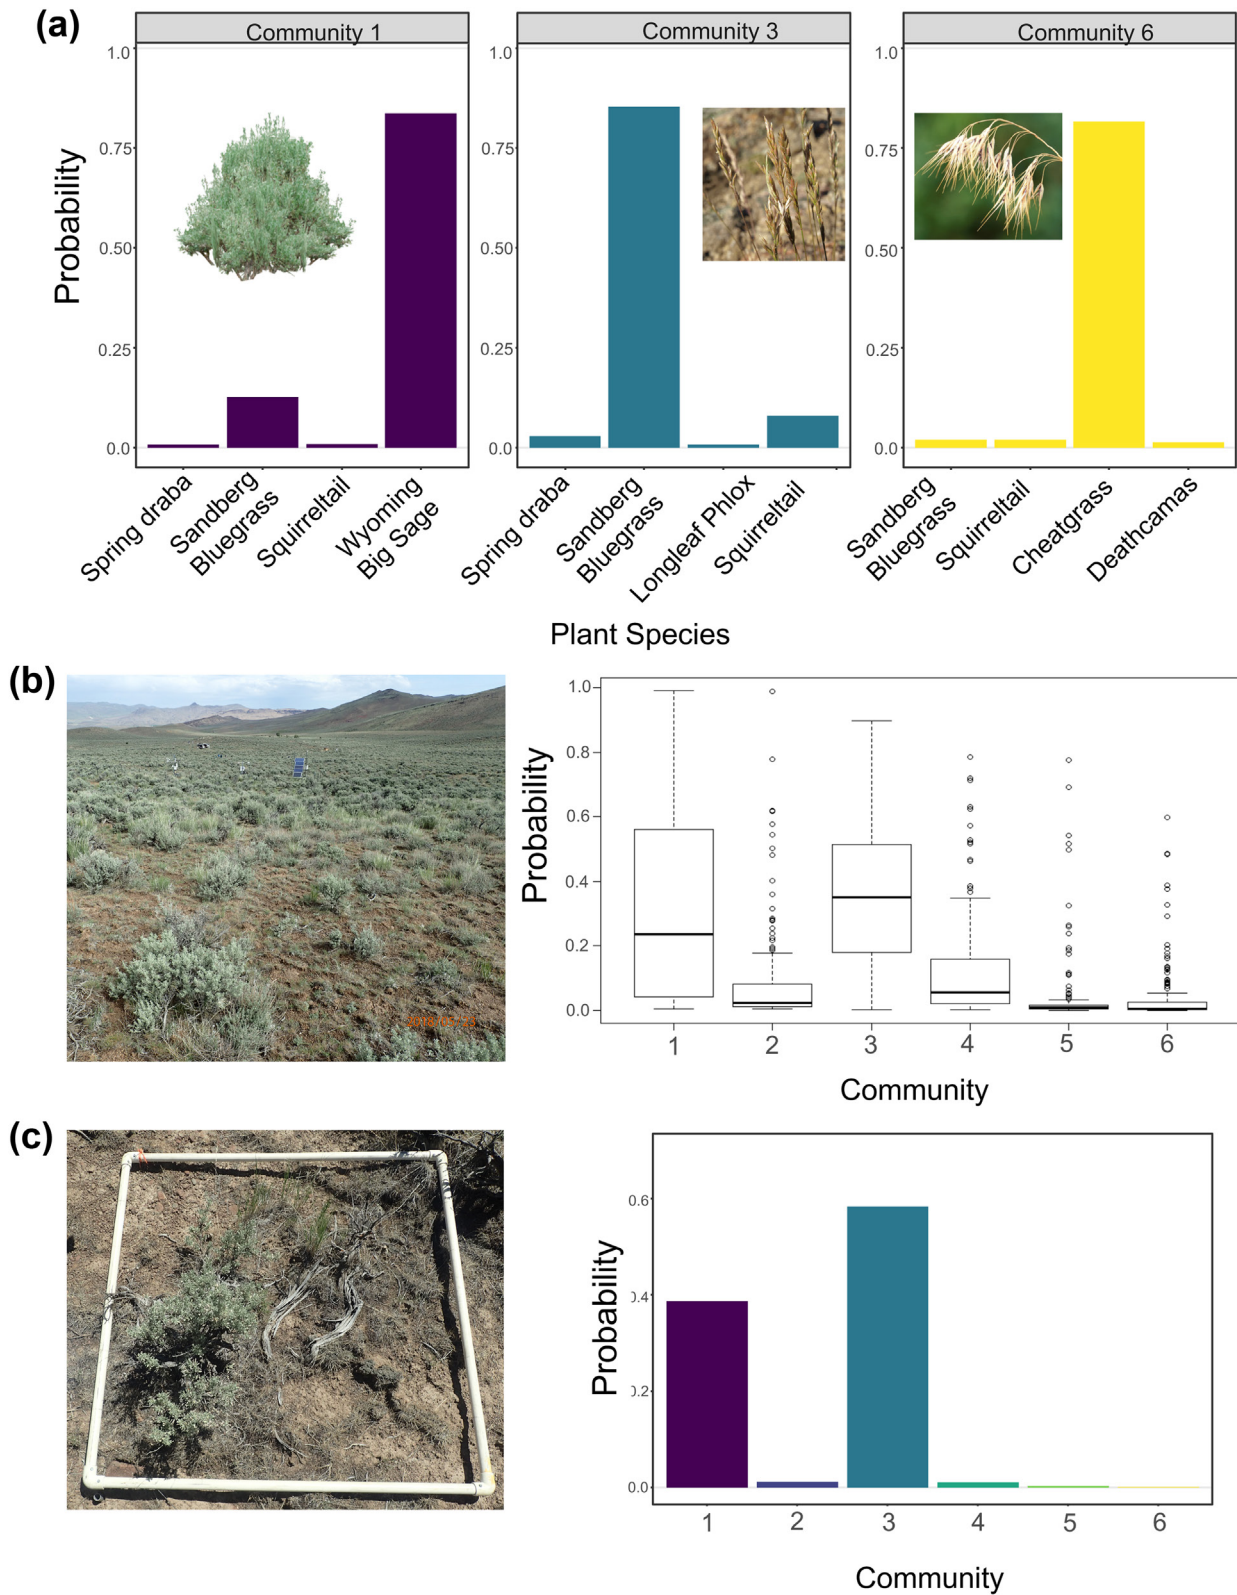 (a)
Community 1
Community 3
Community 6
Probability
1.0
0.75
0.50
0.25
0.0
1.0
0.75
0.50
0.25
0.0
1.0
0.75
0.50
0.25
0.0
Spring draba
Sandberg
Bluegrass
Squirreltail
Wyoming
Big Sage
Spring draba
Sandberg
Bluegrass
Longleaf Phlox
Squirreltail
Sandberg
Bluegrass
Squirreltail
Cheatgrass
Deathcamas
Plant Species
(b)
Probability
1.0
0.8
0.6
0.4
0.2
0.0
1 2 3 4 5 6
Community
(c)
Probability
0.6
0.4
0.2
0.0
1 2 3 4 5 6
Community